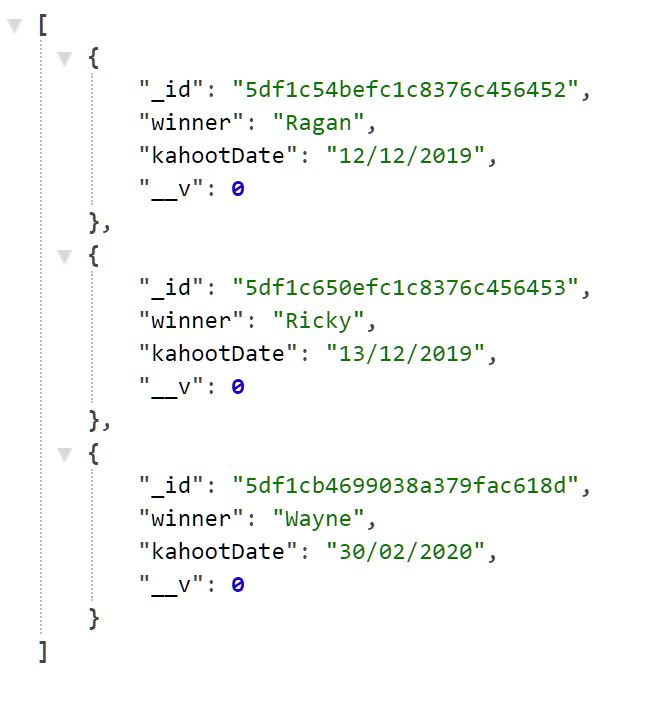 [
{
"_id": "5df1c54befc1c8376c456452",
"winner": "Ragan",
"kahootDate": "12/12/2019",
"__v": 0
},
{
"_id": "5df1c650efc1c8376c456453",
"winner": "Ricky",
"kahootDate": "13/12/2019",
"__v": 0
},
{
"_id": "5df1cb4699038a379fac618d",
"winner": "Wayne",
"kahootDate": "30/02/2020",
"__v": 0
}
]